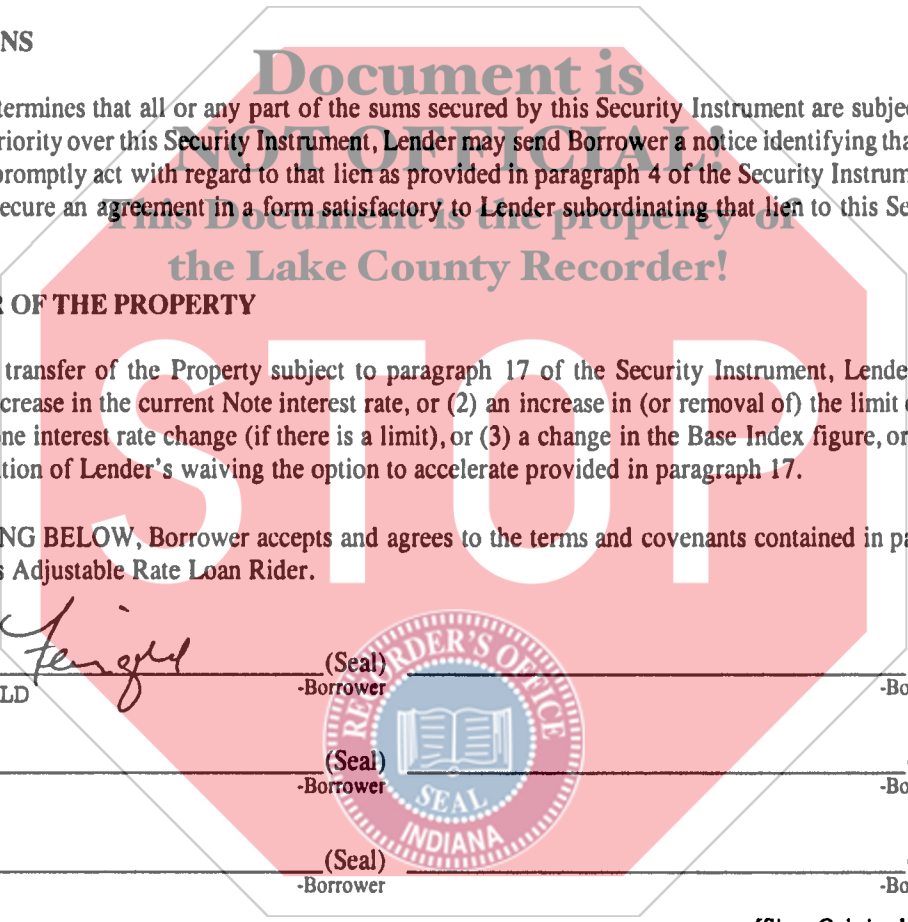 NS
Document is
termines that all or any part of the sums secured by this Security Instrument are subje
riority over this Security Instrument, Lender may send Borrower a notice identifying tha
NOT OFFICIAL!
promptly act with regard to that lien as provided in paragraph 4 of the Security Instrum
ecure an agreement in a form satisfactory to Lender subordinating that lien to this Se
This Document is the property of
the Lake County Recorder!
R OF THE PROPERTY
transfer of the Property subject to paragraph 17 of the Security Instrument, Lende
crease in the current Note interest rate, or (2) an increase in (or removal of) the limit
ne interest rate change (if there is a limit), or (3) a change in the Base Index figure, or
tion of Lender's waiving the option to accelerate provided in paragraph 17.
STOP
NG BELOW, Borrower accepts and agrees to the terms and covenants contained in pa
s Adjustable Rate Loan Rider.
Feingold
(Seal)
LD
-Borrower
-Bo
RECORDER'S OFFICE
(Seal)
-Borrower
-Bo
SEAL
INDIANA
(Seal)
-Borrower
-Bo